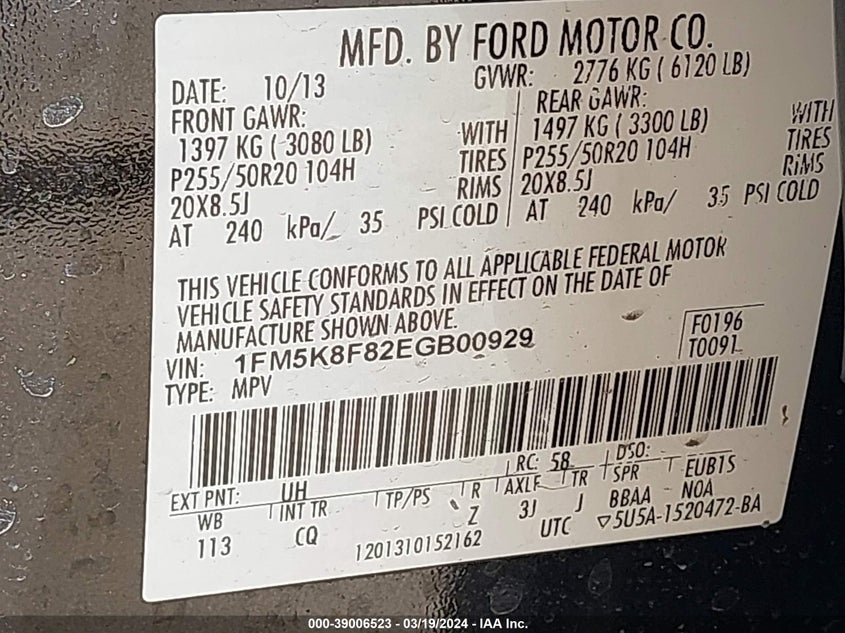 MFD. BY FORD MOTOR CO.
DATE: 10/13 GVWR: 2776 KG ( 6120 LB)
FRONT GAWR: REAR GAWR:
1397 KG ( 3080 LB) WITH 1497 KG ( 3300 LB) WITH
P255/50R20 104H TIRES P255/50R20 104H TIRES
20X8.5J RIMS 20X8.5J RIMS
AT 240 kPa/ 35 PSI COLD AT 240 kPa/ 35 PSI COLD
THIS VEHICLE CONFORMS TO ALL APPLICABLE FEDERAL MOTOR
VEHICLE SAFETY STANDARDS IN EFFECT ON THE DATE OF
MANUFACTURE SHOWN ABOVE.
VIN: 1FM5K8F82EGB00929 F0196
TYPE: MPV T0091
EXT PNT: UH RC: 58 DSO:
WB INT TR TP/PS R AXLE TR SPR EUB1S
113 CQ Z 3J J BBAA NOA
1201310152162 UTC ▽5U5A-1520472-BA
000-39006523 - 03/19/2024 - IAA Inc.